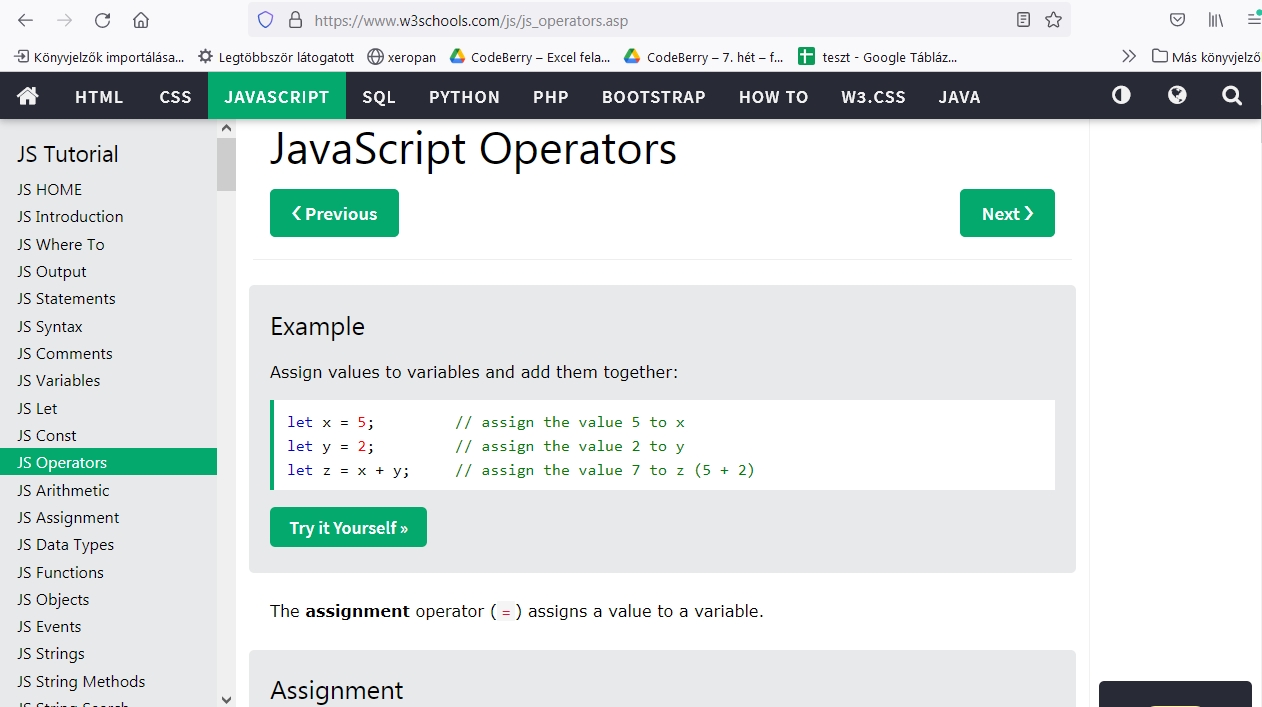 https://www.w3schools.com/js/js_operators.asp
Könyvjelzők importálása... Legtöbbször látogatott xeropan CodeBerry – Excel fela... CodeBerry – 7. hét – f... teszt - Google Tábláz... Más könyvjelző
HTML CSS JAVASCRIPT SQL PYTHON PHP BOOTSTRAP HOW TO W3.CSS JAVA
JS Tutorial
JS HOME
JS Introduction
JS Where To
JS Output
JS Statements
JS Syntax
JS Comments
JS Variables
JS Let
JS Const
JS Operators
JS Arithmetic
JS Assignment
JS Data Types
JS Functions
JS Objects
JS Events
JS Strings
JS String Methods
JS String Search
JavaScript Operators
❮ Previous Next ❯
Example
Assign values to variables and add them together:
let x = 5; // assign the value 5 to x
let y = 2; // assign the value 2 to y
let z = x + y; // assign the value 7 to z (5 + 2)
Try it Yourself »
The assignment operator (=) assigns a value to a variable.
Assignment